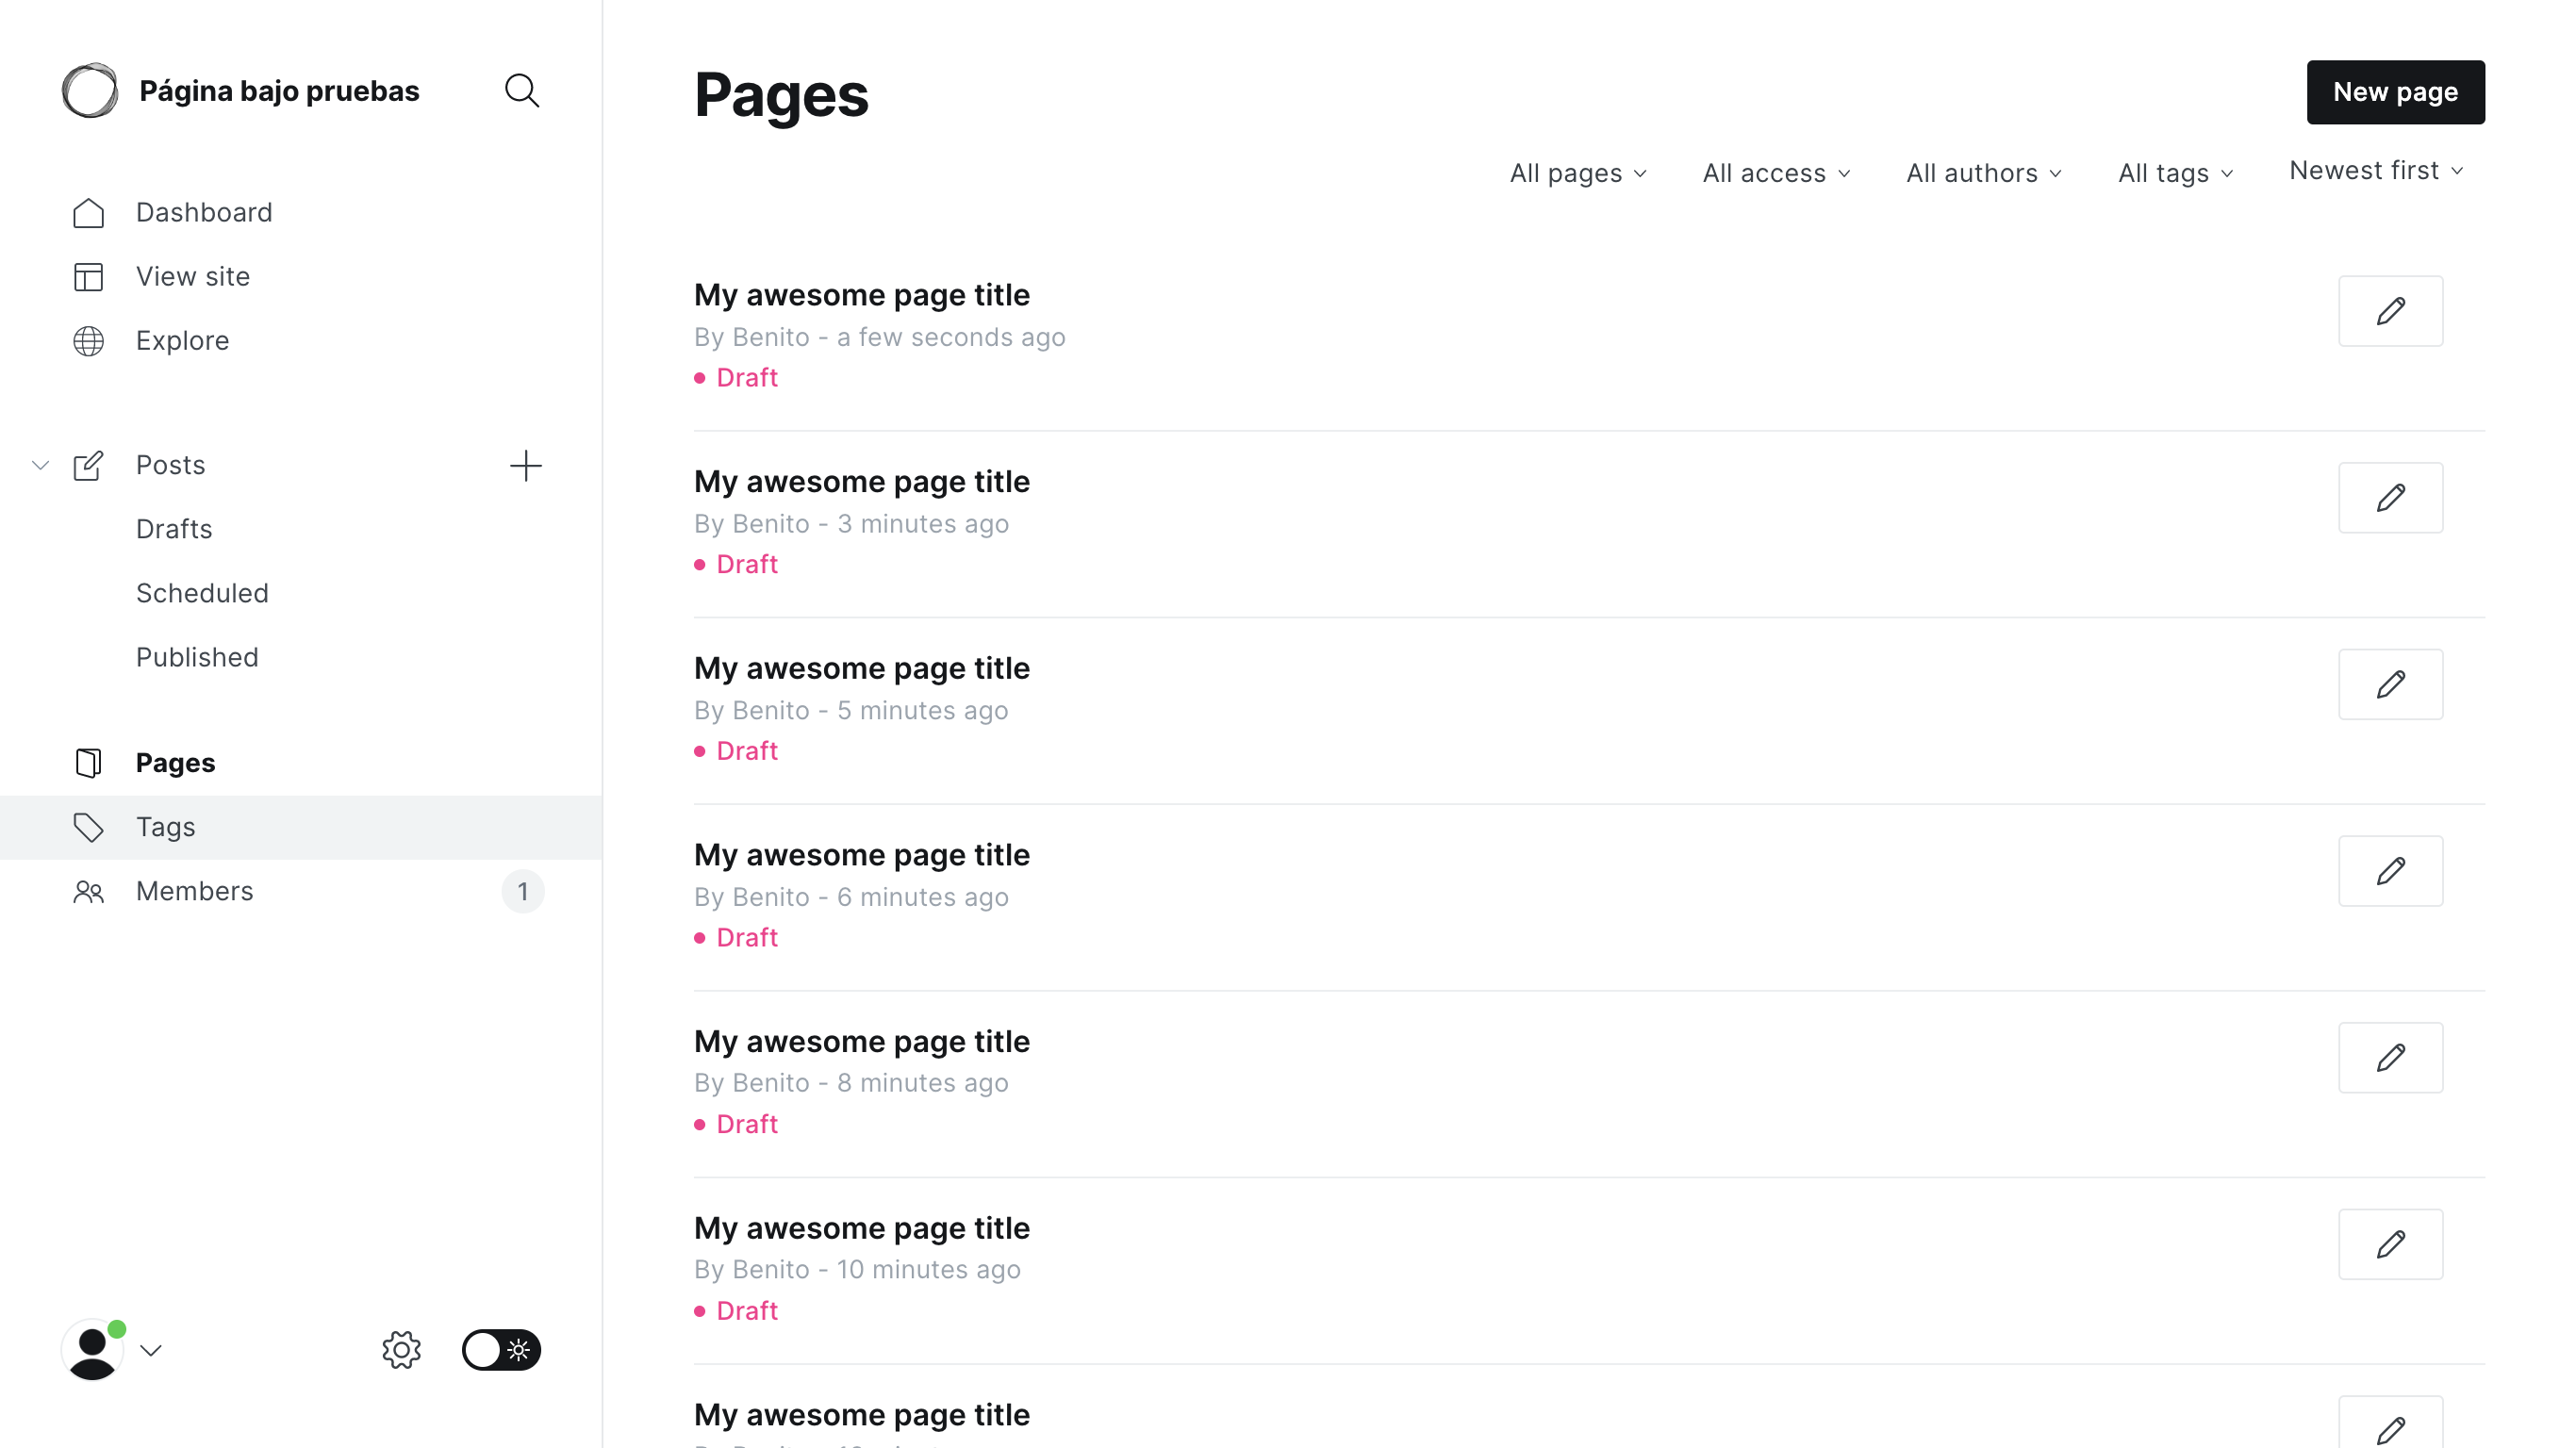 Página bajo pruebas
Dashboard
View site
Explore
Posts
Drafts
Scheduled
Published
Pages
Tags
Members 1
Pages
New page
All pages All access All authors All tags Newest first
My awesome page title
By Benito - a few seconds ago
Draft
My awesome page title
By Benito - 3 minutes ago
Draft
My awesome page title
By Benito - 5 minutes ago
Draft
My awesome page title
By Benito - 6 minutes ago
Draft
My awesome page title
By Benito - 8 minutes ago
Draft
My awesome page title
By Benito - 10 minutes ago
Draft
My awesome page title